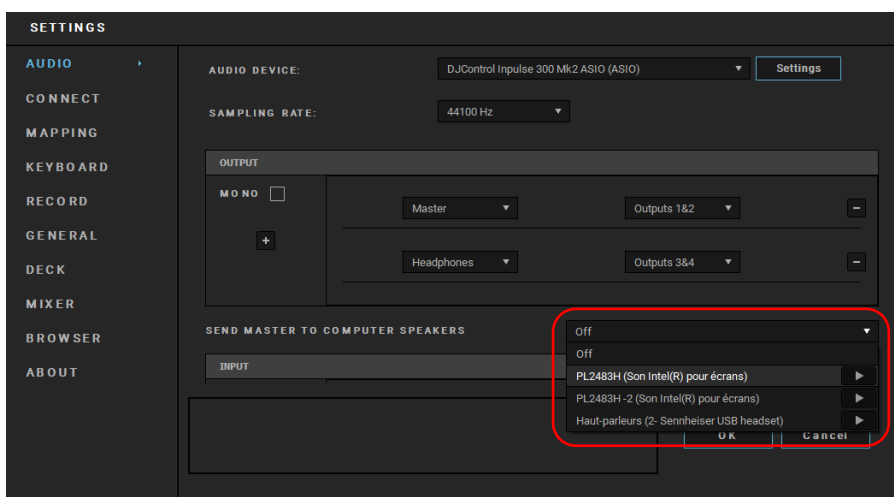 SETTINGS
AUDIO
CONNECT
MAPPING
KEYBOARD
RECORD
GENERAL
DECK
MIXER
BROWSER
ABOUT
AUDIO DEVICE:
DJControl Inpulse 300 Mk2 ASIO (ASIO)
Settings
SAMPLING RATE:
44100 Hz
OUTPUT
MONO
+
Master
Outputs 1&2
–
Headphones
Outputs 3&4
–
SEND MASTER TO COMPUTER SPEAKERS
Off
Off
PL2483H (Son Intel(R) pour écrans)
PL2483H -2 (Son Intel(R) pour écrans)
Haut-parleurs (2- Sennheiser USB headset)
INPUT
OK
Cancel